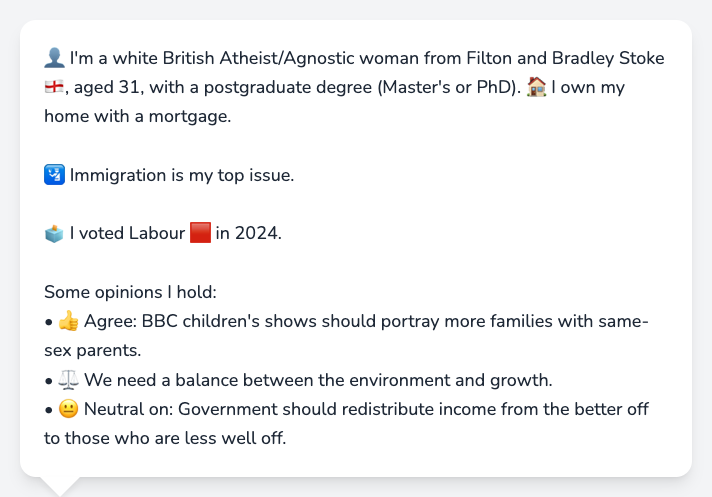 👤 I'm a white British Atheist/Agnostic woman from Filton and Bradley Stoke
🏴󠁧󠁢󠁥󠁮󠁧󠁿, aged 31, with a postgraduate degree (Master's or PhD). 🏠 I own my
home with a mortgage.
🛂 Immigration is my top issue.
🗳️ I voted Labour 🟥 in 2024.
Some opinions I hold:
• 👍 Agree: BBC children's shows should portray more families with same-
sex parents.
• ⚖️ We need a balance between the environment and growth.
• 😐 Neutral on: Government should redistribute income from the better off
to those who are less well off.